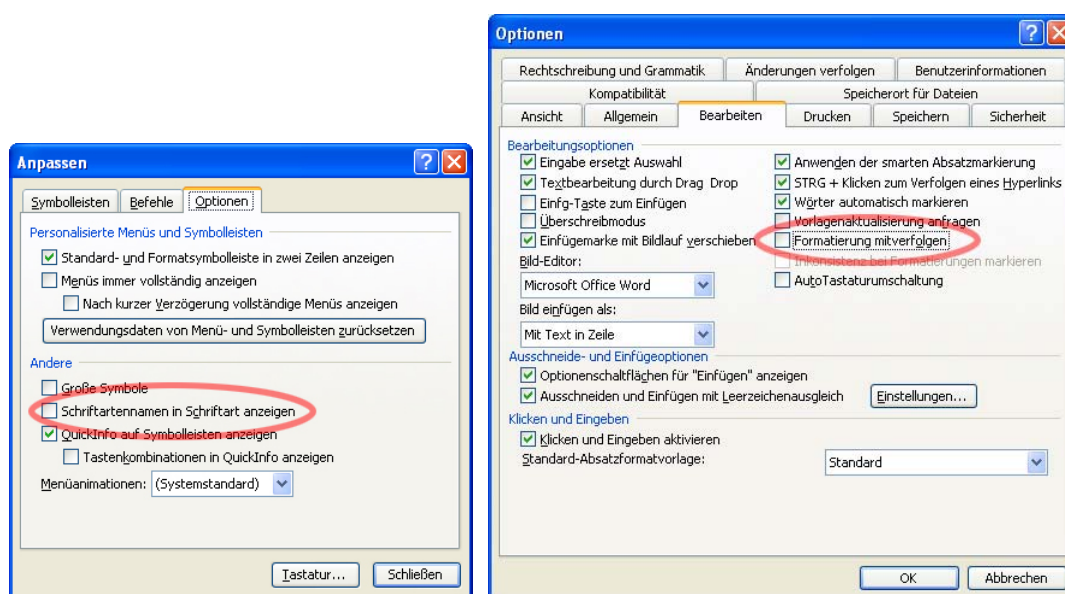 Anpassen
Symbolleisten Befehle Optionen
Personalisierte Menüs und Symbolleisten
Standard- und Formatsymbolleiste in zwei Zeilen anzeigen
Menüs immer vollständig anzeigen
Nach kurzer Verzögerung vollständige Menüs anzeigen
Verwendungsdaten von Menü- und Symbolleisten zurücksetzen
Andere
Große Symbole
Schriftartennamen in Schriftart anzeigen
QuickInfo auf Symbolleisten anzeigen
Tastenkombinationen in QuickInfo anzeigen
Menüanimationen: (Systemstandard)
Tastatur... Schließen
Optionen
Rechtschreibung und Grammatik Änderungen verfolgen Benutzerinformationen
Kompatibilität Speicherort für Dateien
Ansicht Allgemein Bearbeiten Drucken Speichern Sicherheit
Bearbeitungsoptionen
Eingabe ersetzt Auswahl
Textbearbeitung durch Drag Drop
Einfg-Taste zum Einfügen
Überschreibmodus
Einfügemarke mit Bildlauf verschieben
Bild-Editor:
Microsoft Office Word
Bild einfügen als:
Mit Text in Zeile
Anwenden der smarten Absatzmarkierung
STRG + Klicken zum Verfolgen eines Hyperlinks
Wörter automatisch markieren
Vorlagenaktualisierung anfragen
Formatierung mitverfolgen
Inkonsistenz bei Formatierungen markieren
AutoTastaturumschaltung
Ausschneide- und Einfügeoptionen
Optionenschaltflächen für "Einfügen" anzeigen
Ausschneiden und Einfügen mit Leerzeichenausgleich Einstellungen...
Klicken und Eingeben
Klicken und Eingeben aktivieren
Standard-Absatzformatvorlage: Standard
OK Abbrechen